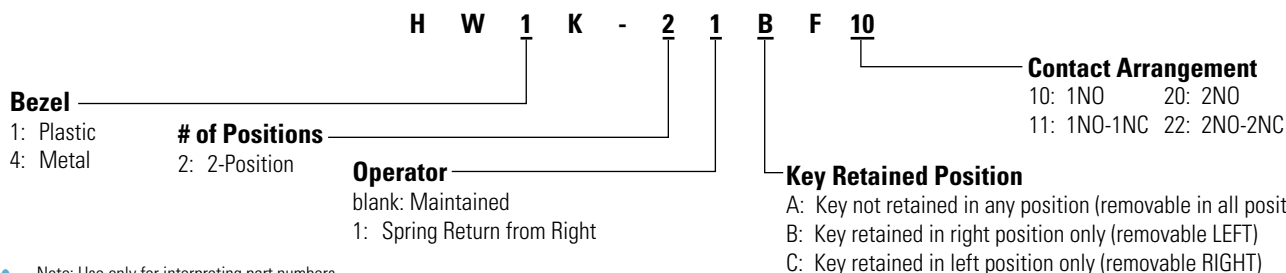 H W 1 K - 2 1 B F 10
Contact Arrangement
10: 1NO 20: 2NO
11: 1NO-1NC 22: 2NO-2NC
Bezel
1: Plastic
4: Metal
# of Positions
2: 2-Position
Operator
blank: Maintained
1: Spring Return from Right
Key Retained Position
A: Key not retained in any position (removable in all
B: Key retained in right position only (removable LEFT)
C: Key retained in left position only (removable RIGHT)
Note: Use only for interpreting part numbers